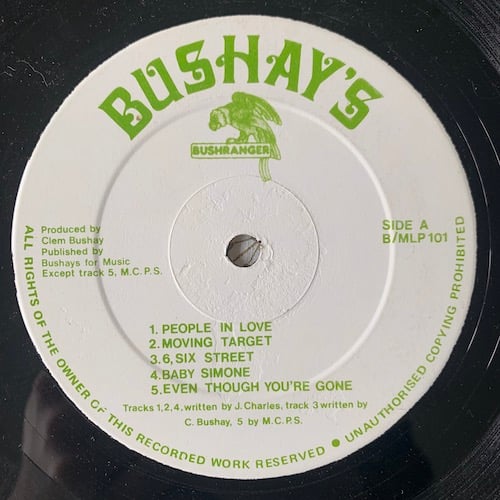 BUSHAY'S
BUSHRANGER
Produced by
Clem Bushay
Published by
Bushays for Music
Except track 5, M.C.P.S.
SIDE A
B/MLP 101
1. PEOPLE IN LOVE
2. MOVING TARGET
3. 6, SIX STREET
4. BABY SIMONE
5. EVEN THOUGH YOU'RE GONE
Tracks 1,2,4, written by J. Charles, track 3 written by
C. Bushay, 5 by M.C.P.S.
ALL RIGHTS OF THE OWNER OF THIS RECORDED WORK RESERVED ● UNAUTHORISED COPYING PROHIBITED